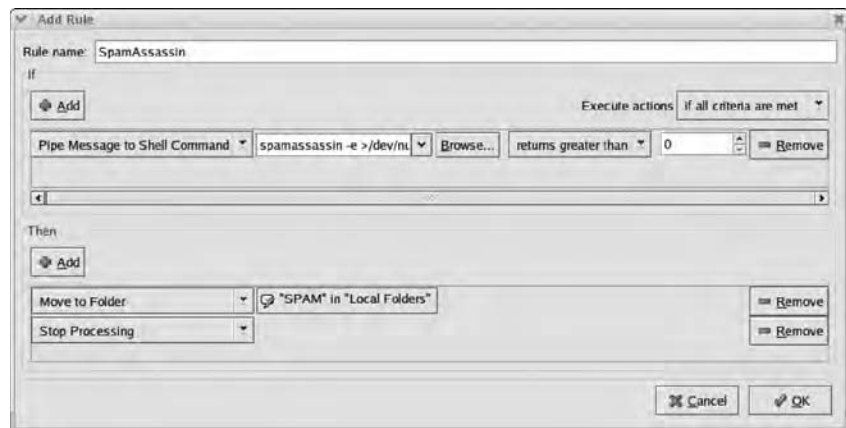 Add Rule
Rule name: SpamAssassin
If
Add Execute actions if all criteria are met
Pipe Message to Shell Command spamassassin -e >/dev/nu Browse... returns greater than 0 Remove
Then
Add
Move to Folder "SPAM" in "Local Folders" Remove
Stop Processing Remove
Cancel OK